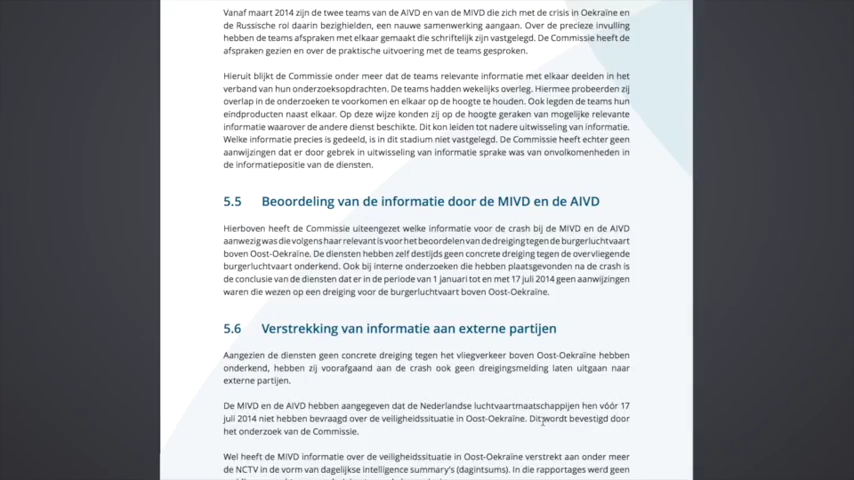 Vanaf maart 2014 zijn de twee teams van de AIVD en van de MIVD die zich met de crisis in Oekraïne en
de Russische rol daarin bezighielden, een nauwe samenwerking aangaan. Over de precieze invulling
hebben de teams afspraken met elkaar gemaakt die schriftelijk zijn vastgelegd. De Commissie heeft de
afspraken gezien en over de praktische uitvoering met de teams gesproken.
Hieruit blijkt de Commissie onder meer dat de teams relevante informatie met elkaar deelden in het
verband van hun onderzoeksopdrachten. De teams hadden wekelijks overleg. Hiermee probeerden zij
overlap in de onderzoeken te voorkomen en elkaar op de hoogte te houden. Ook legden de teams hun
eindproducten naast elkaar. Op deze wijze konden zij op de hoogte geraken van mogelijke relevante
informatie waarover de andere dienst beschikte. Dit kon leiden tot nadere uitwisseling van informatie.
Welke informatie precies is gedeeld, is in dit stadium niet vastgelegd. De Commissie heeft echter geen
aanwijzingen dat er door gebrek in uitwisseling van informatie sprake was van onvolkomenheden in
de informatiepositie van de diensten.
5.5 Beoordeling van de informatie door de MIVD en de AIVD
Hierboven heeft de Commissie uiteengezet welke informatie voor de crash bij de MIVD en de AIVD
aanwezig was die volgens haar relevant is voor het beoordelen van de dreiging tegen de burgerluchtvaart
boven Oost-Oekraïne. De diensten hebben zelf destijds geen concrete dreiging tegen de overvliegende
burgerluchtvaart onderkend. Ook bij interne onderzoeken die hebben plaatsgevonden na de crash is
de conclusie van de diensten dat er in de periode van 1 januari tot en met 17 juli 2014 geen aanwijzingen
waren die wezen op een dreiging voor de burgerluchtvaart boven Oost-Oekraïne.
5.6 Verstrekking van informatie aan externe partijen
Aangezien de diensten geen concrete dreiging tegen het vliegverkeer boven Oost-Oekraïne hebben
onderkend, hebben zij voorafgaand aan de crash ook geen dreigingsmelding laten uitgaan naar
externe partijen.
De MIVD en de AIVD hebben aangegeven dat de Nederlandse luchtvaartmaatschappijen hen vóór 17
juli 2014 niet hebben bevraagd over de veiligheidssituatie in Oost-Oekraïne. Dit wordt bevestigd door
het onderzoek van de Commissie.
Wel heeft de MIVD informatie over de veiligheidssituatie in Oost-Oekraïne verstrekt aan onder meer
de NCTV in de vorm van dagelijkse intelligence summary's (dagintsums). In die rapportages werd geen